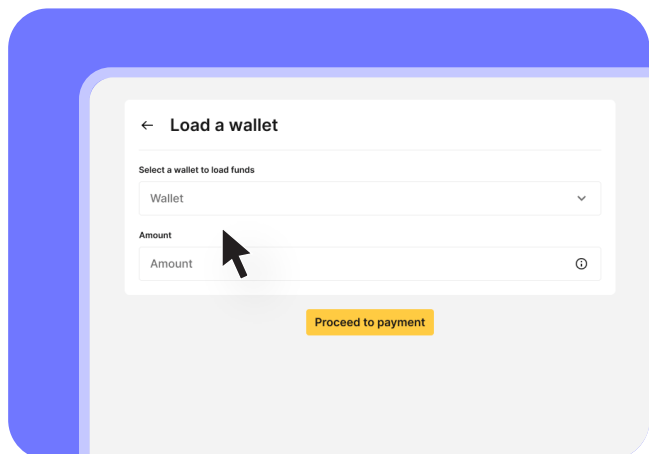 Load a wallet
Select a wallet to load funds
Wallet
Amount
Amount
Proceed to payment